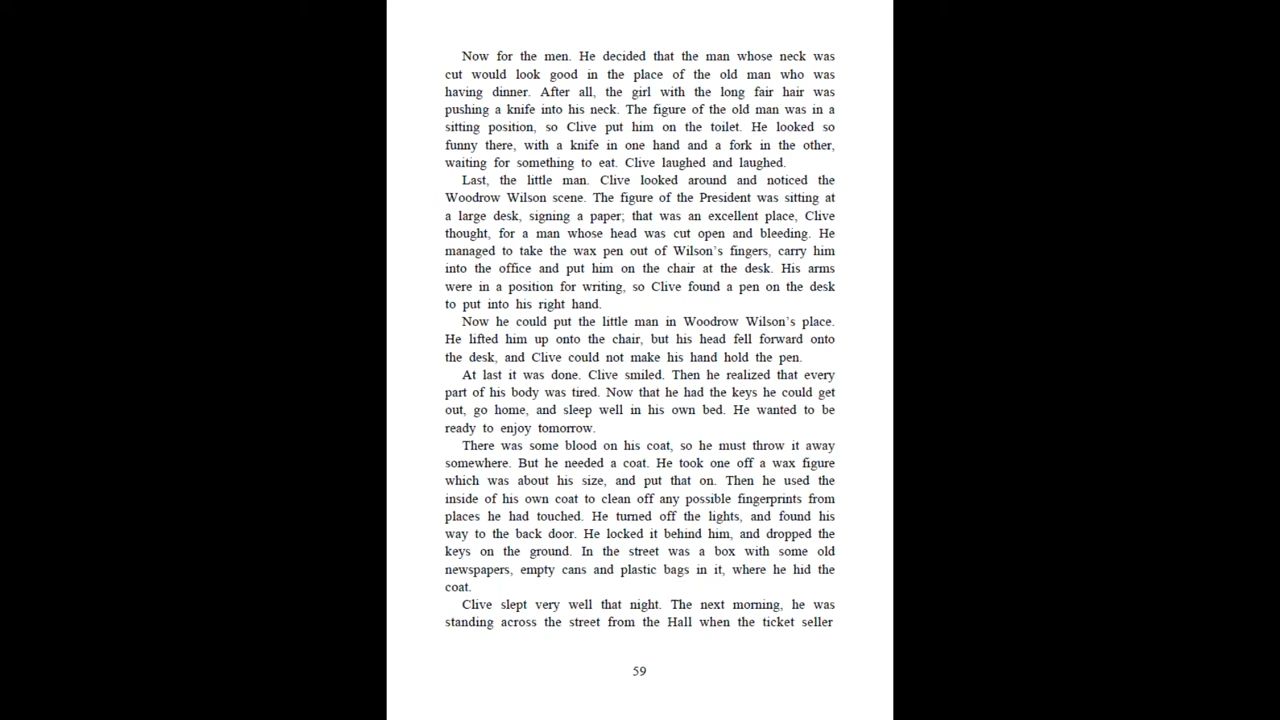 Now for the men. He decided that the man whose neck was
cut would look good in the place of the old man who was
having dinner. After all, the girl with the long fair hair was
pushing a knife into his neck. The figure of the old man was in a
sitting position, so Clive put him on the toilet. He looked so
funny there, with a knife in one hand and a fork in the other,
waiting for something to eat. Clive laughed and laughed.
Last, the little man. Clive looked around and noticed the
Woodrow Wilson scene. The figure of the President was sitting at
a large desk, signing a paper; that was an excellent place, Clive
thought, for a man whose head was cut open and bleeding. He
managed to take the wax pen out of Wilson's fingers, carry him
into the office and put him on the chair at the desk. His arms
were in a position for writing, so Clive found a pen on the desk
to put into his right hand.
Now he could put the little man in Woodrow Wilson's place.
He lifted him up onto the chair, but his head fell forward onto
the desk, and Clive could not make his hand hold the pen.
At last it was done. Clive smiled. Then he realized that every
part of his body was tired. Now that he had the keys he could get
out, go home, and sleep well in his own bed. He wanted to be
ready to enjoy tomorrow.
There was some blood on his coat, so he must throw it away
somewhere. But he needed a coat. He took one off a wax figure
which was about his size, and put that on. Then he used the
inside of his own coat to clean off any possible fingerprints from
places he had touched. He turned off the lights, and found his
way to the back door. He locked it behind him, and dropped the
keys on the ground. In the street was a box with some old
newspapers, empty cans and plastic bags in it, where he hid the
coat.
Clive slept very well that night. The next morning, he was
standing across the street from the Hall when the ticket seller
59